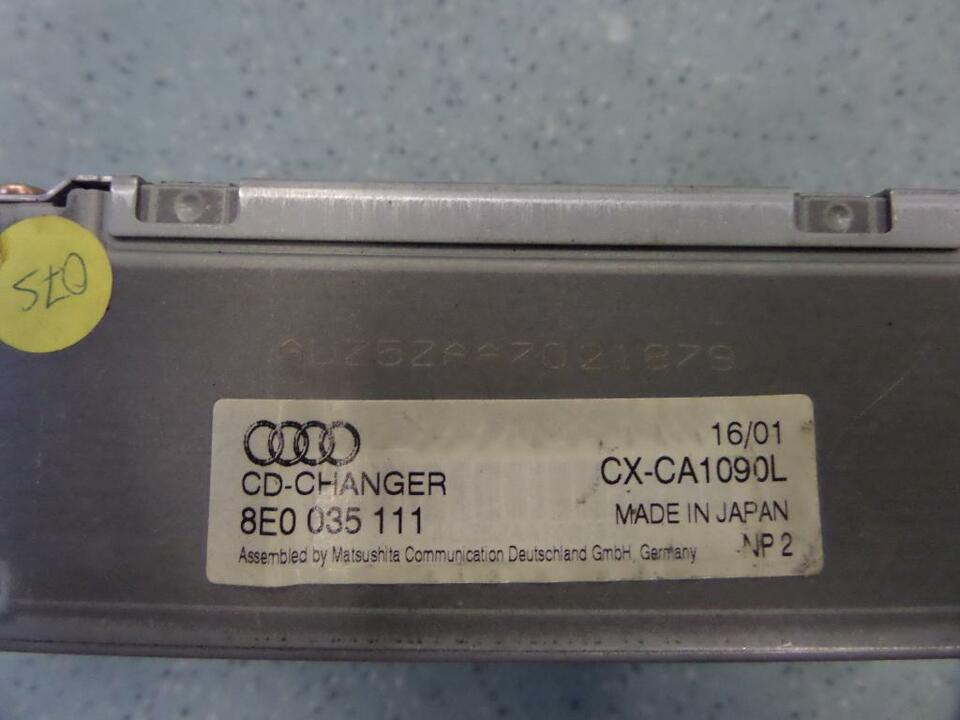 AUZ5ZAA7021879
16/01
CD-CHANGER
CX-CA1090L
8E0 035 111
MADE IN JAPAN
Assembled by Matsushita Communication Deutschland GmbH, Germany
NP 2